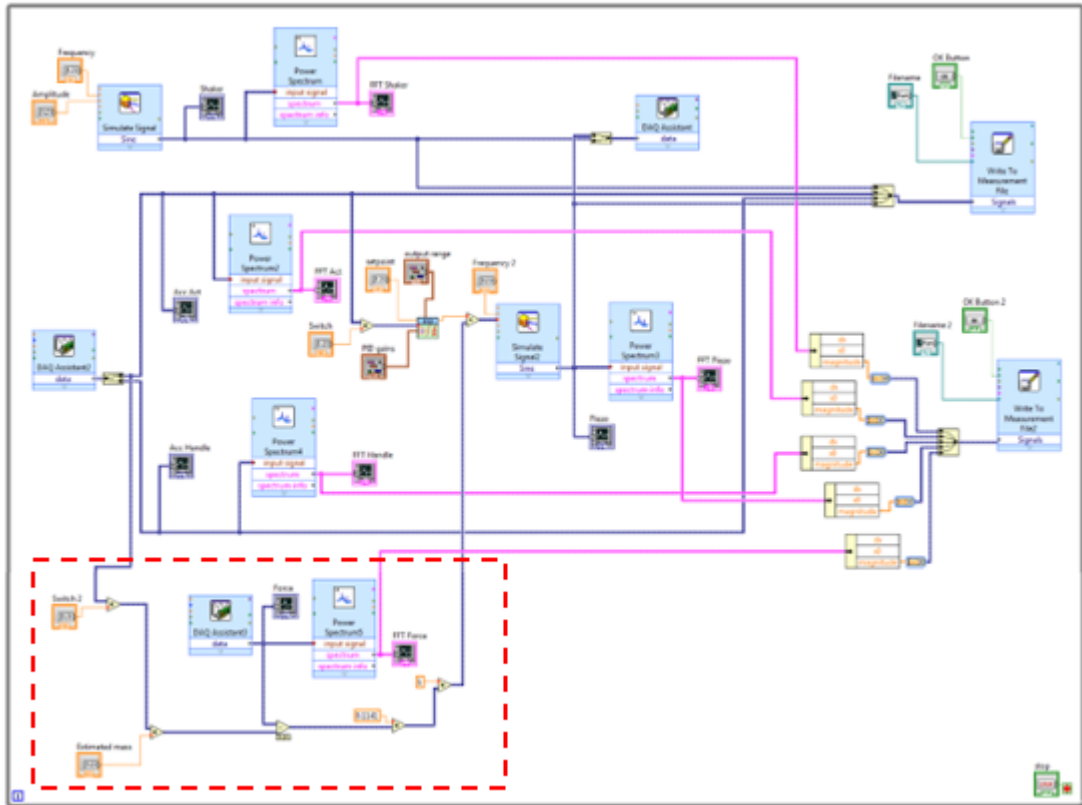 Frequency
Amplitude
Simulate Signal
Sine
Shaker
Power
Spectrum
input signal
spectrum
spectrum info
FFT Shaker
DAQ Assistant
data
Filename
OK Button
Write To
Measurement
File
Signals
Power
Spectrum2
input signal
spectrum
spectrum info
FFT Act
Acc Act
setpoint
output range
Switch
PID gains
Frequency 2
Simulate
Signal2
Sine
Power
Spectrum3
input signal
spectrum
spectrum info
FFT Piezo
Piezo
DAQ Assistant2
data
Acc Handle
Power
Spectrum4
input signal
spectrum
spectrum info
FFT Handle
magnitude
magnitude
magnitude
magnitude
magnitude
Filename 2
OK Button 2
Write To
Measurement
File2
Signals
Switch 2
DAQ Assistant3
data
Force
Power
Spectrum5
input signal
spectrum
spectrum info
FFT Force
Estimated mass
stop
i